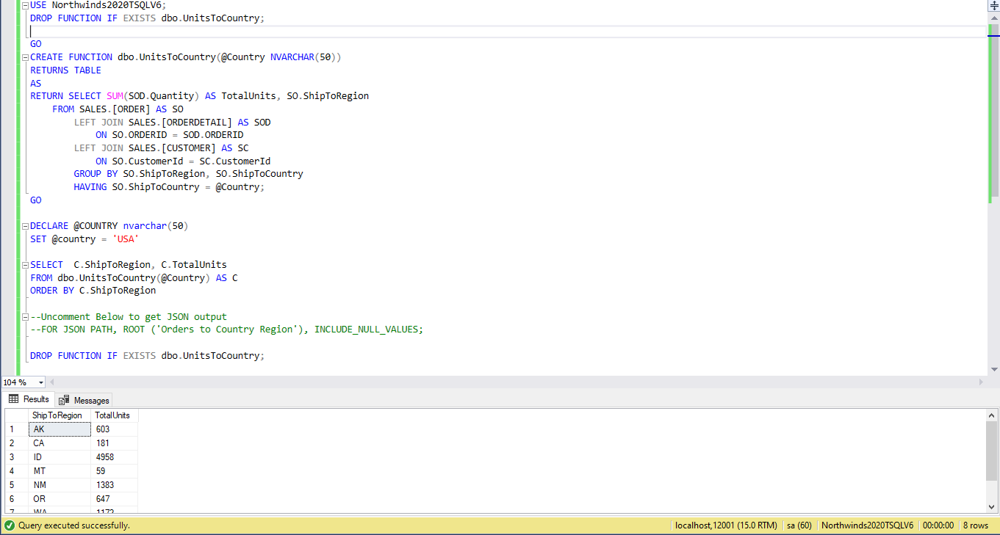 USE Northwinds2020TSQLV6;
DROP FUNCTION IF EXISTS dbo.UnitsToCountry;
GO
CREATE FUNCTION dbo.UnitsToCountry(@Country NVARCHAR(50))
RETURNS TABLE
AS
RETURN SELECT SUM(SOD.Quantity) AS TotalUnits, SO.ShipToRegion
FROM SALES.[ORDER] AS SO
LEFT JOIN SALES.[ORDERDETAIL] AS SOD
ON SO.ORDERID = SOD.ORDERID
LEFT JOIN SALES.[CUSTOMER] AS SC
ON SO.CustomerId = SC.CustomerId
GROUP BY SO.ShipToRegion, SO.ShipToCountry
HAVING SO.ShipToCountry = @Country;
GO
DECLARE @COUNTRY nvarchar(50)
SET @country = 'USA'
SELECT  C.ShipToRegion, C.TotalUnits
FROM dbo.UnitsToCountry(@Country) AS C
ORDER BY C.ShipToRegion
--Uncomment Below to get JSON output
--FOR JSON PATH, ROOT ('Orders to Country Region'), INCLUDE_NULL_VALUES;
DROP FUNCTION IF EXISTS dbo.UnitsToCountry;
104 %
Results Messages
ShipToRegion TotalUnits
1 AK 603
2 CA 181
3 ID 4958
4 MT 59
5 NM 1383
6 OR 647
7 WA 1172
Query executed successfully. localhost,12001 (15.0 RTM) sa (60) Northwinds2020TSQLV6 00:00:00 8 rows